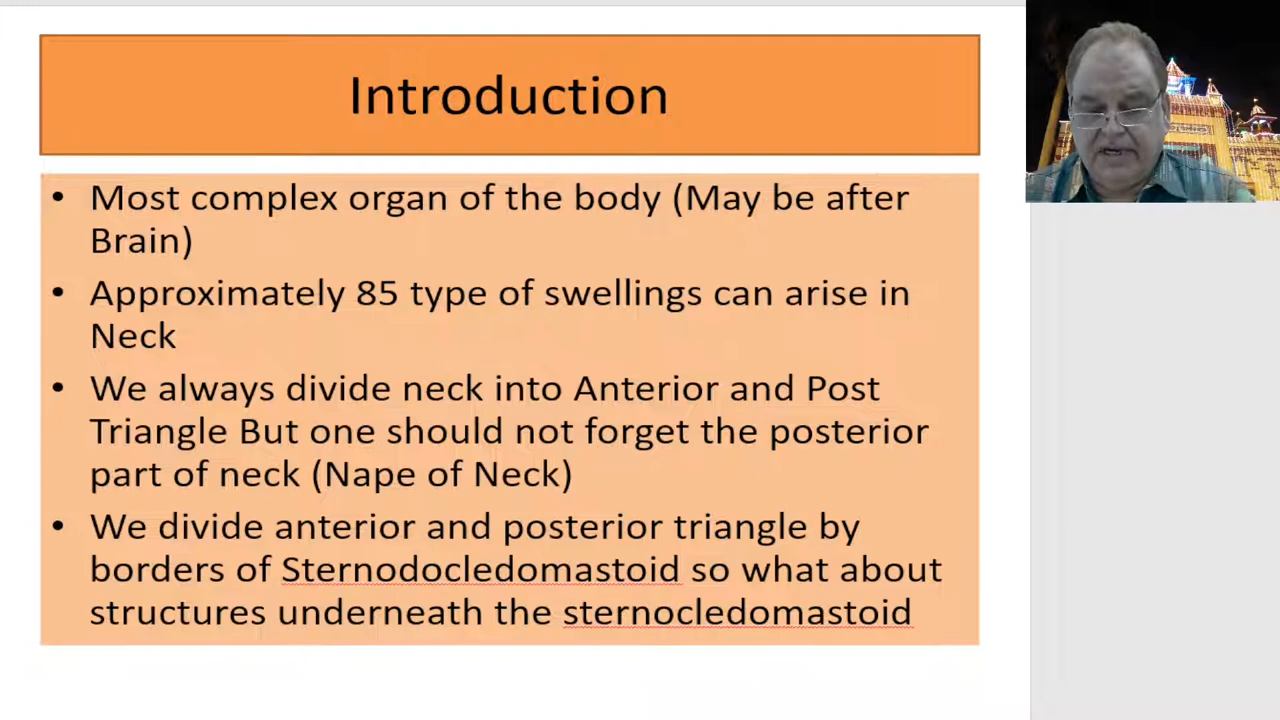 Introduction
• Most complex organ of the body (May be after
Brain)
• Approximately 85 type of swellings can arise in
Neck
• We always divide neck into Anterior and Post
Triangle But one should not forget the posterior
part of neck (Nape of Neck)
• We divide anterior and posterior triangle by
borders of Sternodocledomastoid so what about
structures underneath the sternocledomastoid